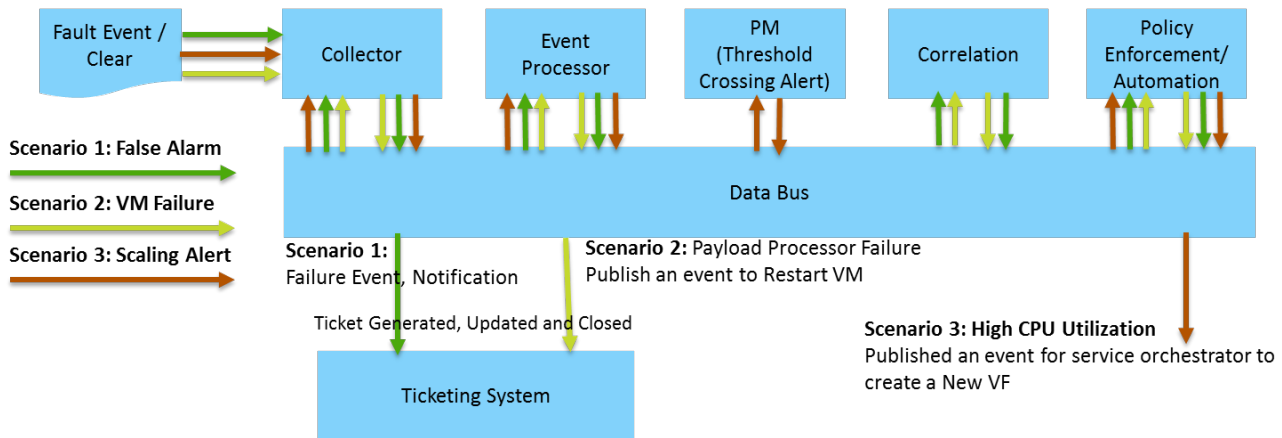 Fault Event /
Clear
Collector
Event
Processor
PM
(Threshold
Crossing Alert)
Correlation
Policy
Enforcement/
Automation
Scenario 1: False Alarm
Scenario 2: VM Failure
Scenario 3: Scaling Alert
Data Bus
Scenario 1:
Failure Event, Notification
Scenario 2: Payload Processor Failure
Publish an event to Restart VM
Ticket Generated, Updated and Closed
Scenario 3: High CPU Utilization
Published an event for service orchestrator to
create a New VF
Ticketing System